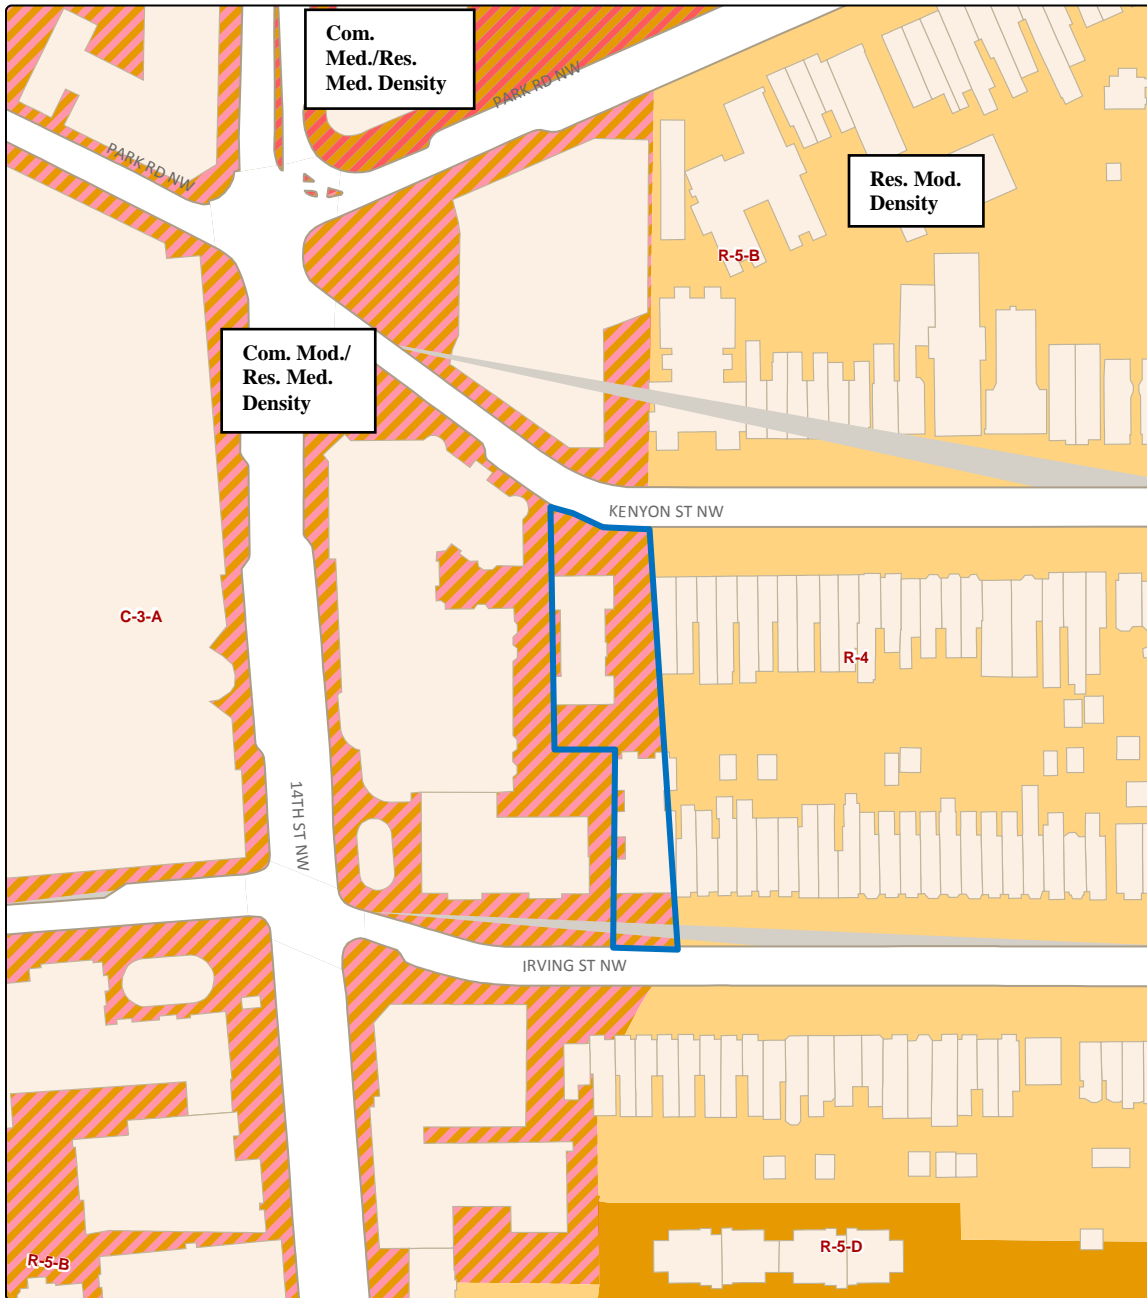 Com.
Med./Res.
Med. Density
PARK RD NW
PARK RD NW
Res. Mod.
Density
R-5-B
Com. Mod./
Res. Med.
Density
KENYON ST NW
C-3-A
R-4
14TH ST NW
IRVING ST NW
R-5-B
R-5-D